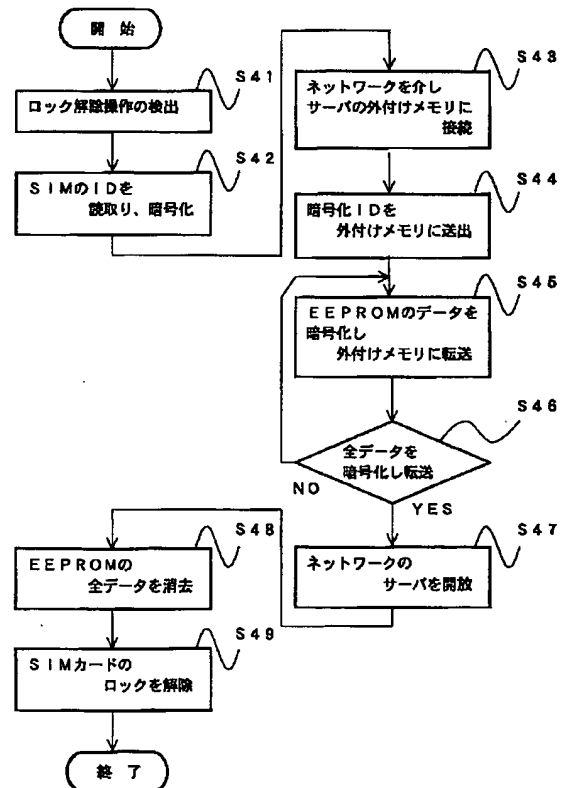 開 始
S41
ロック解除操作の検出
S42
SIMのIDを
読取り、暗号化
S43
ネットワークを介し
サーバの外付けメモリに
接続
S44
暗号化IDを
外付けメモリに送出
S45
EEPROMのデータを
暗号化し
外付けメモリに転送
S46
全データを
暗号化し転送
NO
YES
S47
ネットワークの
サーバを開放
S48
EEPROMの
全データを消去
S49
SIMカードの
ロックを解除
終 了